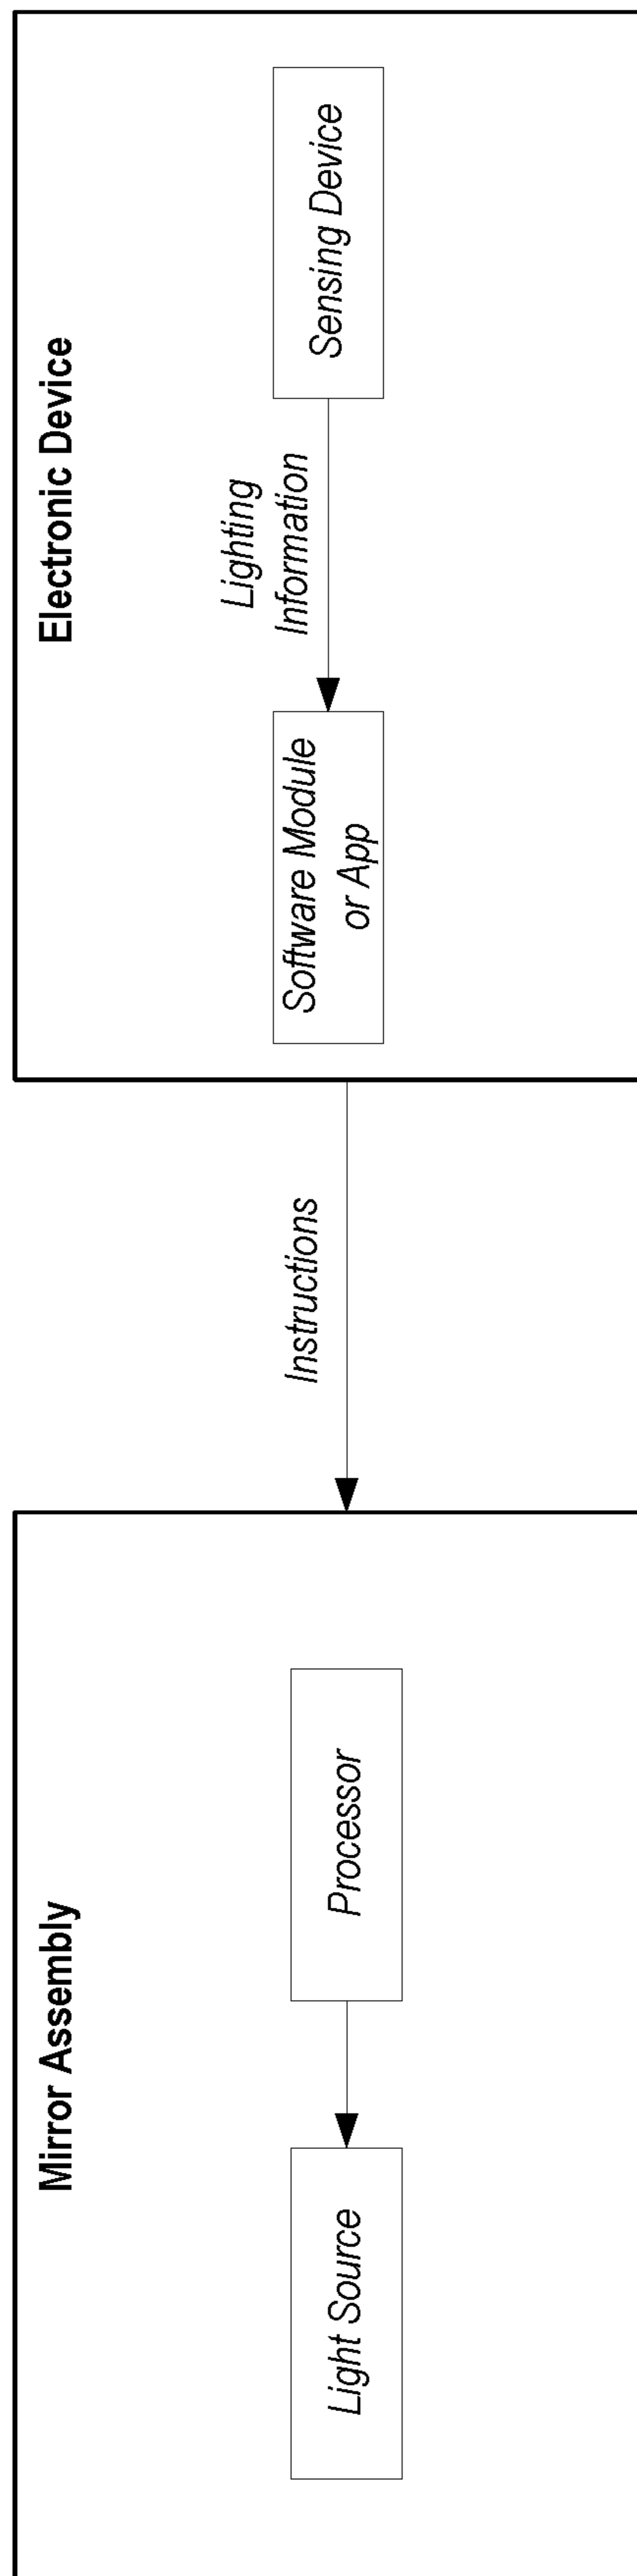 Electronic Device
Sensing Device
Lighting
Information
Software Module
or App
Instructions
Mirror Assembly
Processor
Light Source